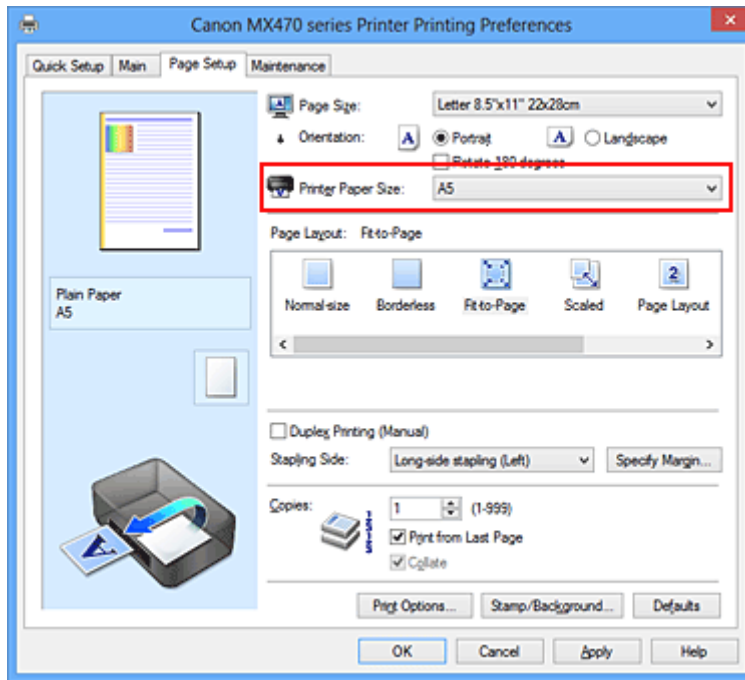 Canon MX470 series Printer Printing Preferences
Quick Setup Main Page Setup Maintenance
Page Size: Letter 8.5"x11" 22x28cm
Orientation: A Portrait A Landscape
Rotate 180 degrees
Printer Paper Size: A5
Page Layout: Fit-to-Page
2
Normal-size Borderless Fit-to-Page Scaled Page Layout
Plain Paper
A5
Duplex Printing (Manual)
Stapling Side: Long-side stapling (Left) Specify Margin...
Copies: 1 (1-999)
Print from Last Page
Collate
A
Print Options... Stamp/Background... Defaults
OK Cancel Apply Help